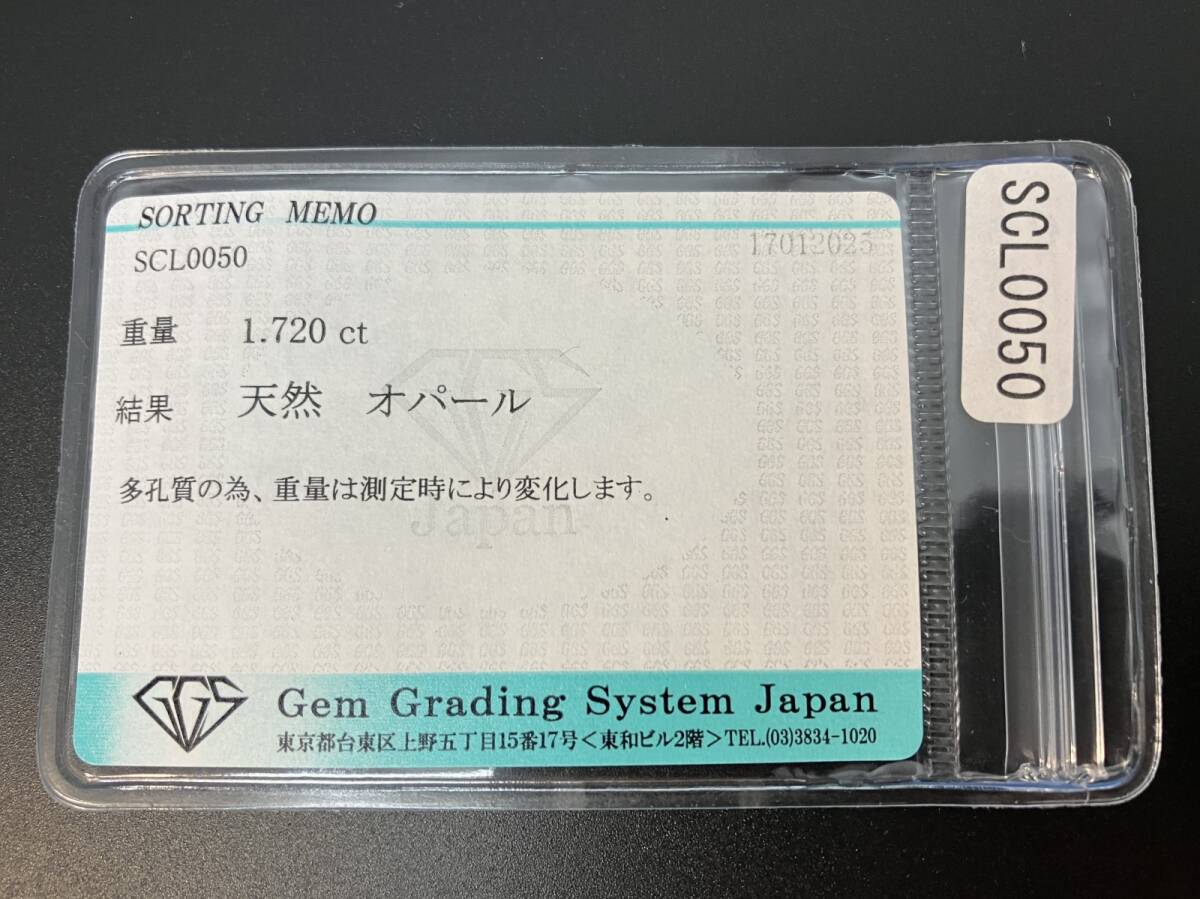 SORTING MEMO
SCL0050
17012025
重量 1.720 ct
結果 天然 オパール
多孔質の為、重量は測定時により変化します。
Japan
GGS Gem Grading System Japan
東京都台東区上野五丁目15番17号＜東和ビル2階＞TEL.(03)3834-1020
SCL0050